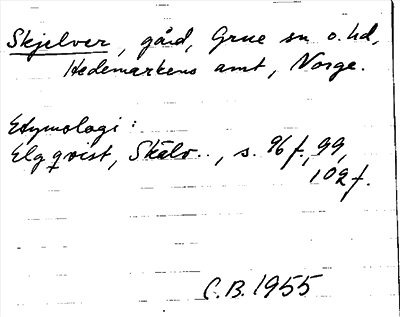 Skjelver, gård, Grue sn o. hd,
Hedemarkens amt, Norge.
Etymologi:
Elgqvist, Skälv.., s. 96 f., 99,
102 f.
C.B. 1955